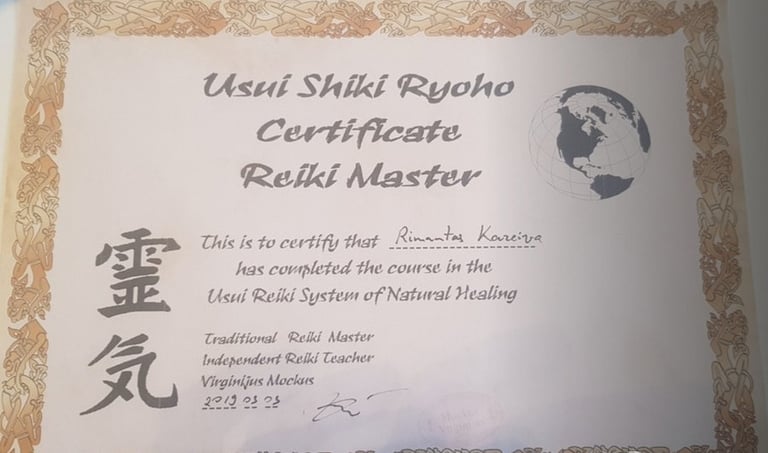 Usui Shiki Ryoho
Certificate
Reiki Master
This is to certify that Rimantas Kareiva
has completed the course in the
Usui Reiki System of Natural Healing
霊気
Traditional Reiki Master
Independent Reiki Teacher
Virginijus Mockus
2019 03 03